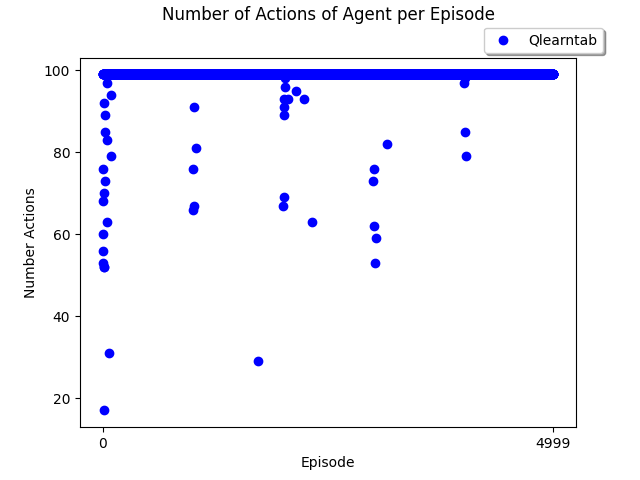 Number of Actions of Agent per Episode
Qlearntab
100
80
60
40
20
Number Actions
0
4999
Episode